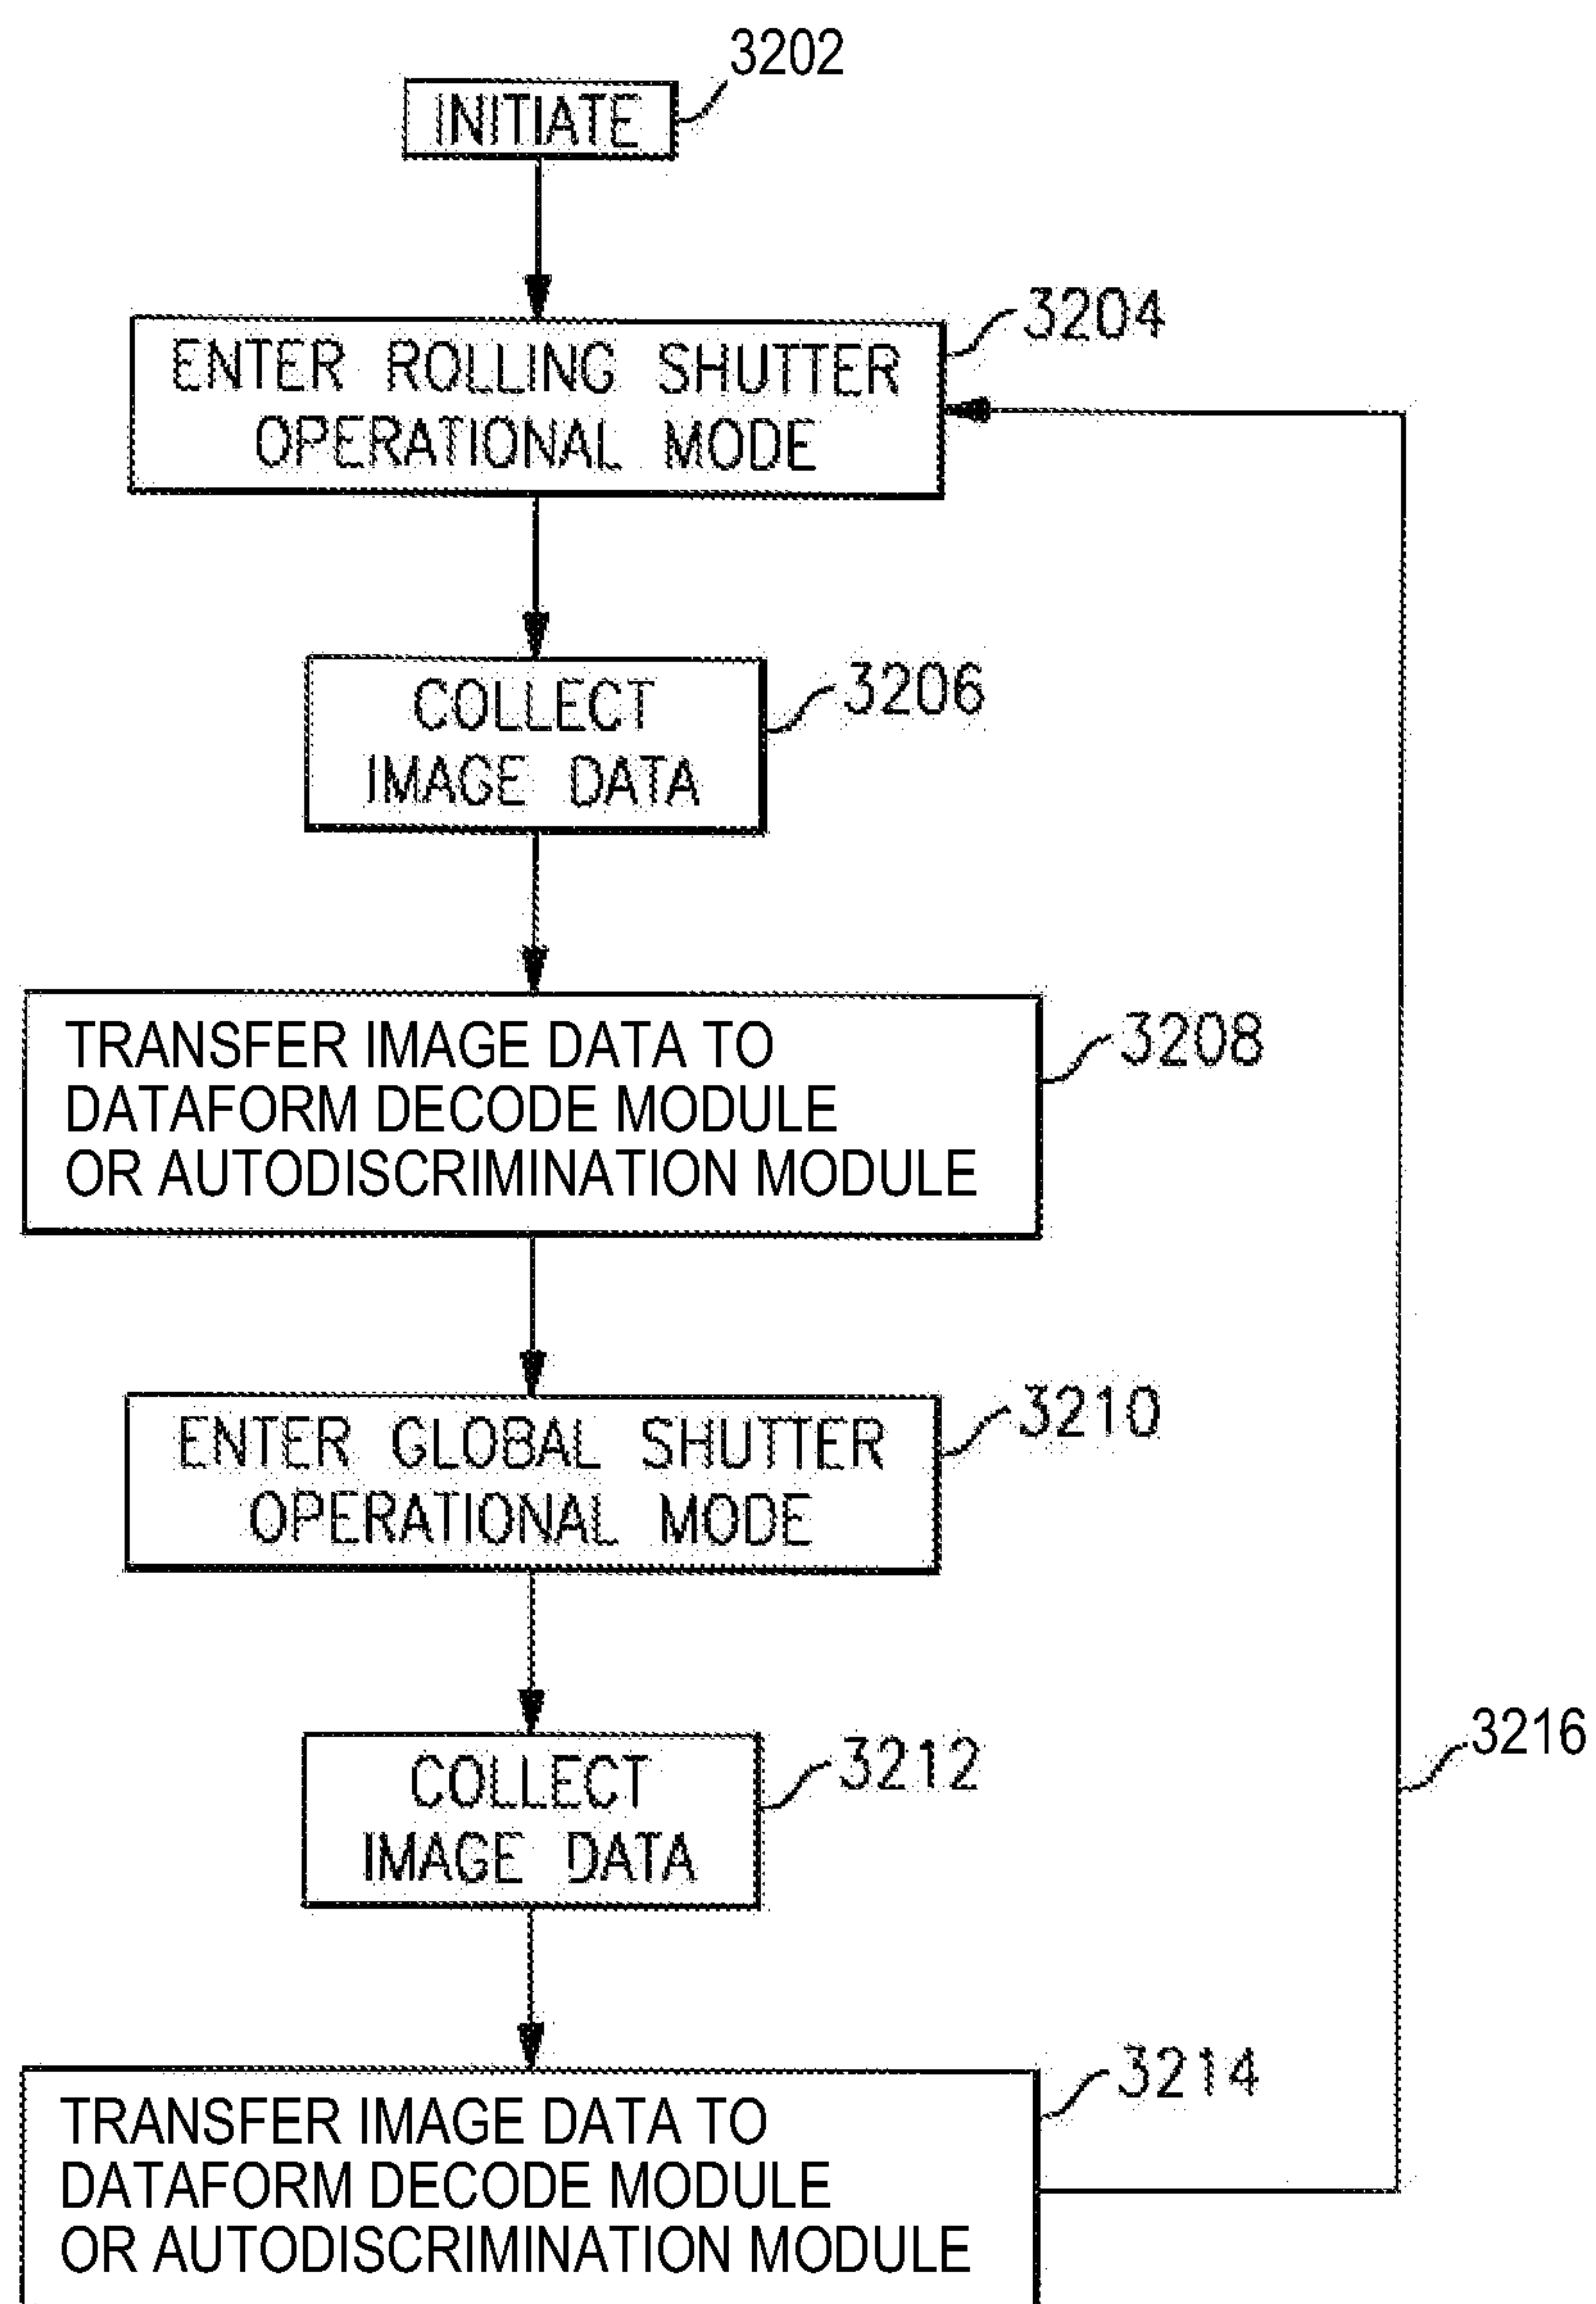 3202
INITIATE
3204
ENTER ROLLING SHUTTER
OPERATIONAL MODE
3206
COLLECT
IMAGE DATA
3208
TRANSFER IMAGE DATA TO
DATAFORM DECODE MODULE
OR AUTODISCRIMINATION MODULE
3210
ENTER GLOBAL SHUTTER
OPERATIONAL MODE
3216
3212
COLLECT
IMAGE DATA
3214
TRANSFER IMAGE DATA TO
DATAFORM DECODE MODULE
OR AUTODISCRIMINATION MODULE